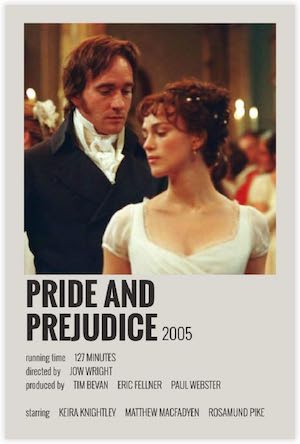 PRIDE AND
PREJUDICE 2005
running time 127 MINUTES
directed by JOW WRIGHT
produced by TIM BEVAN ERIC FELLNER PAUL WEBSTER
starring KEIRA KNIGHTLEY MATTHEW MACFADYEN ROSAMUND PIKE